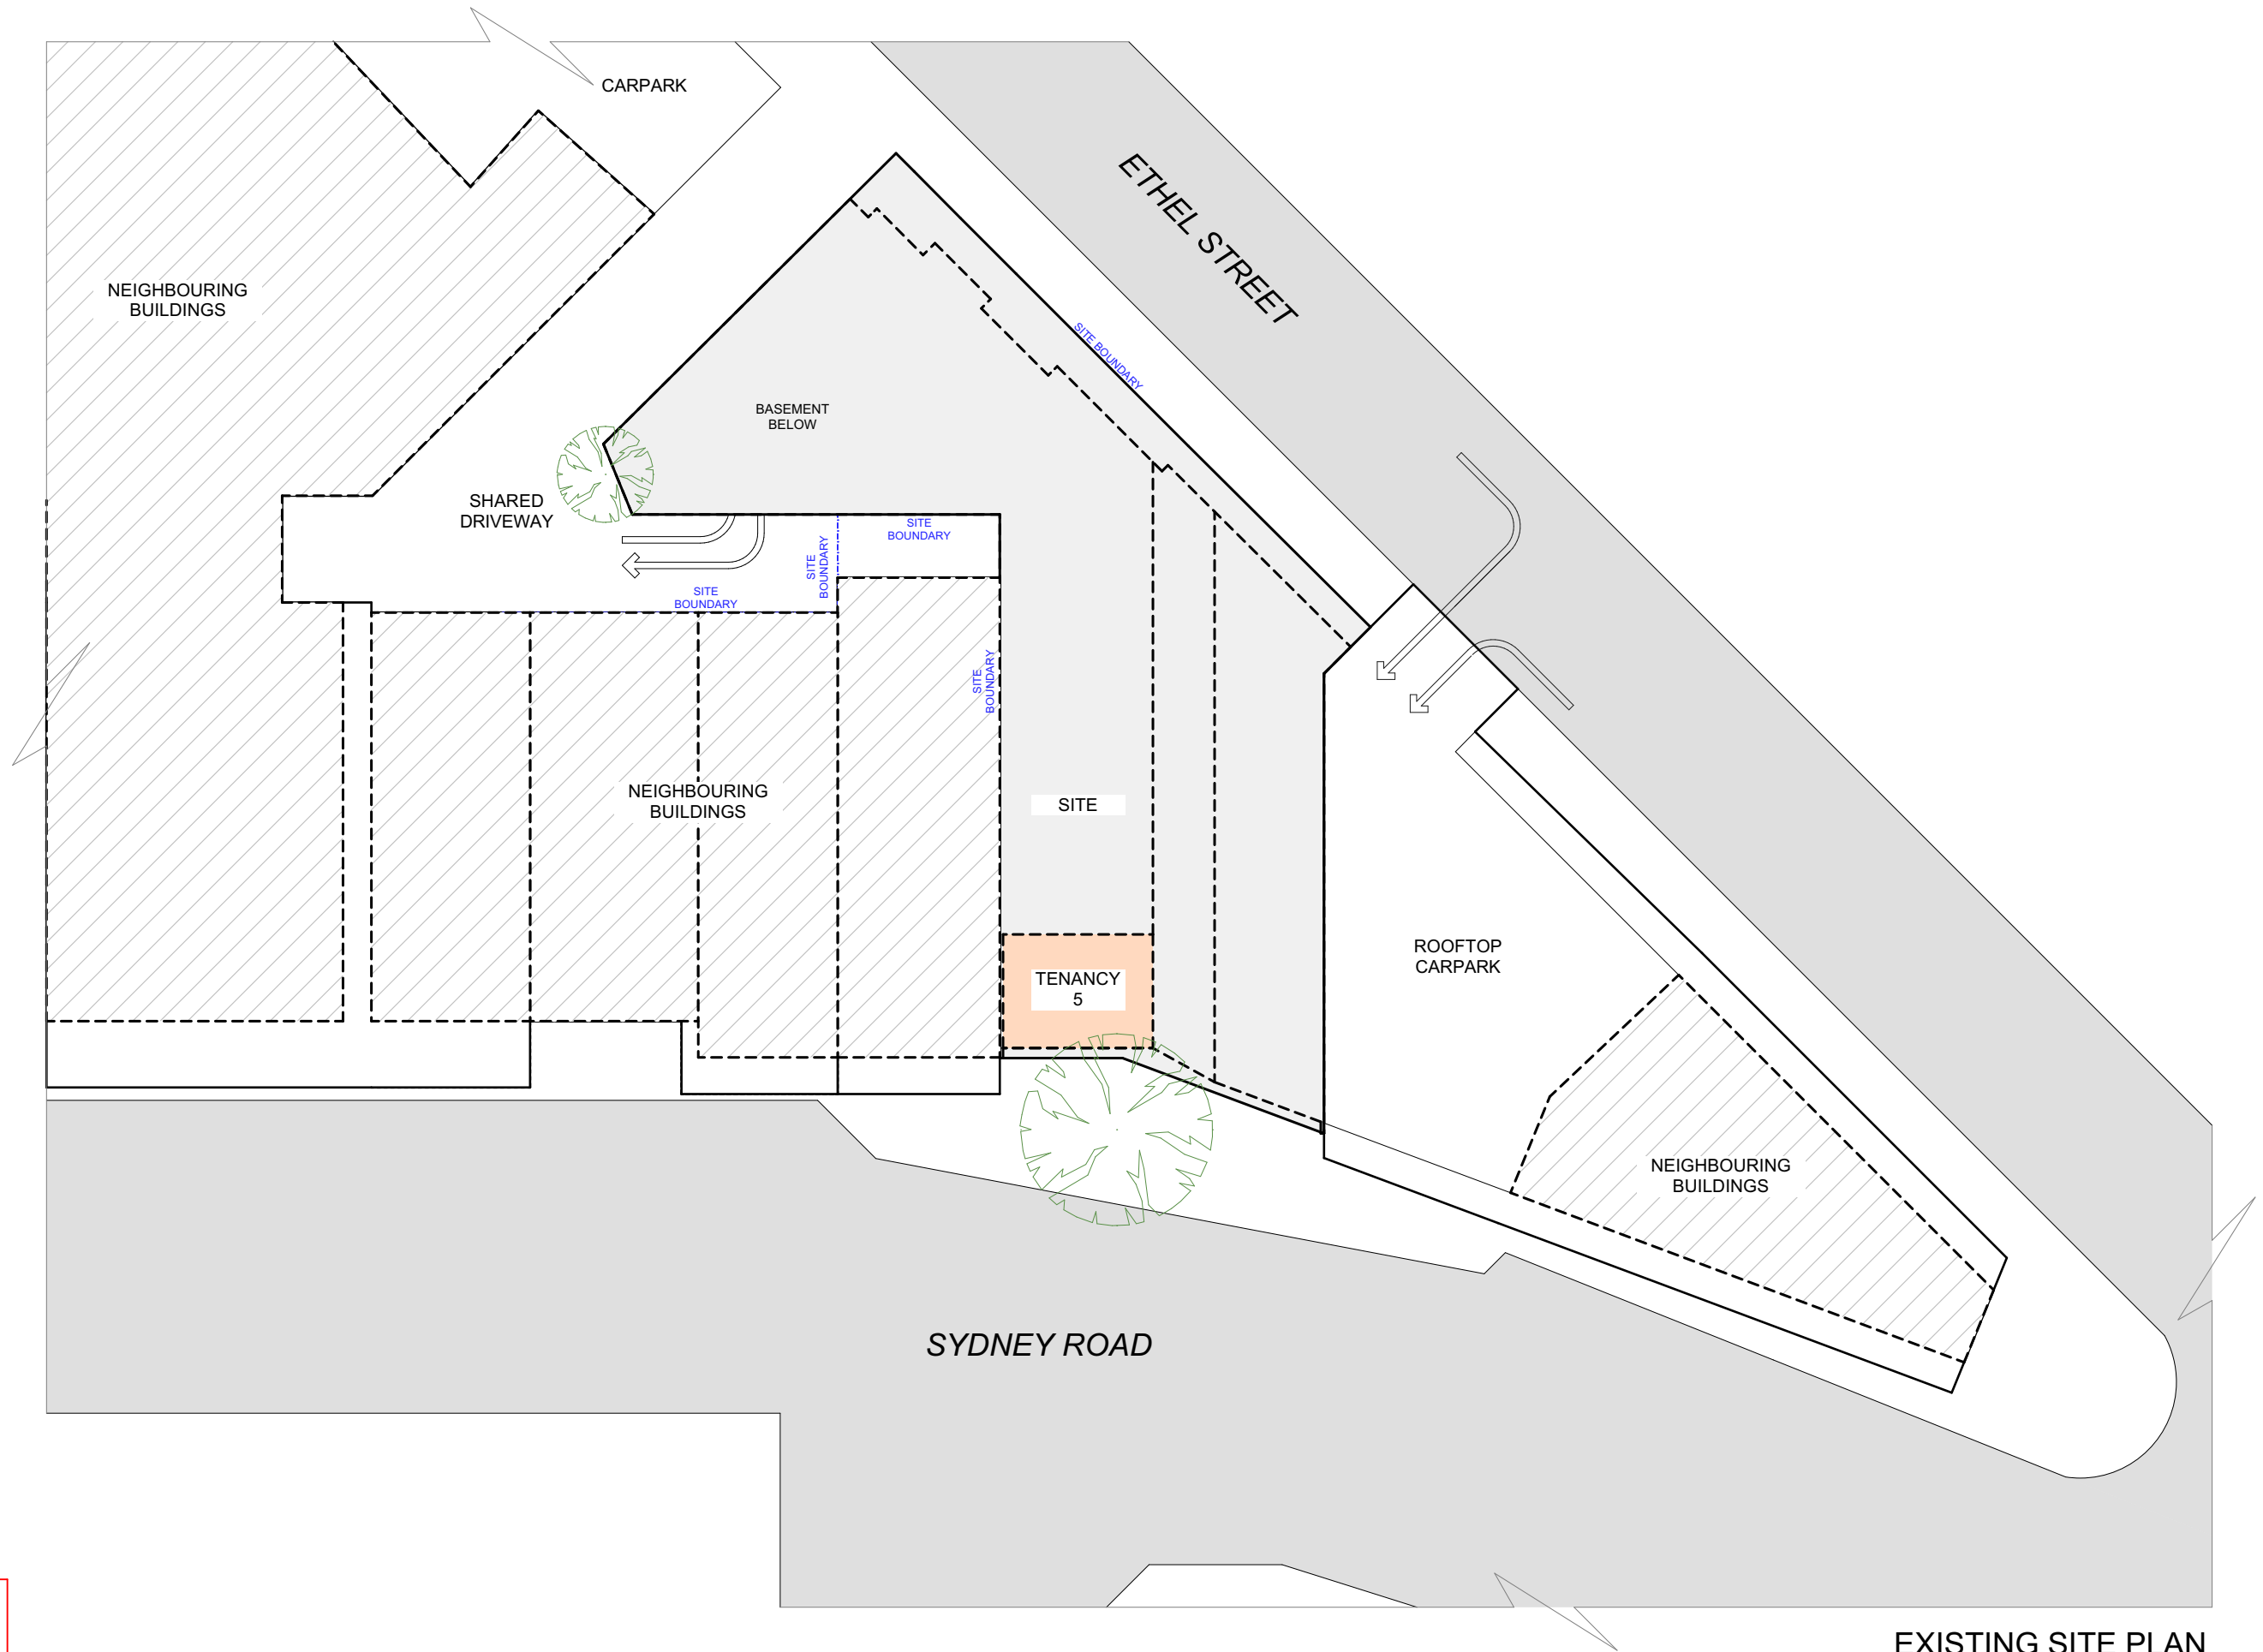 CARPARK
ETHEL STREET
NEIGHBOURING
BUILDINGS
SITE BOUNDARY
BASEMENT
BELOW
SHARED
DRIVEWAY
SITE
BOUNDARY
SITE
BOUNDARY
SITE
BOUNDARY
SITE
BOUNDARY
NEIGHBOURING
BUILDINGS
SITE
ROOFTOP
CARPARK
TENANCY
5
NEIGHBOURING
BUILDINGS
SYDNEY ROAD
EXISTING SITE PLAN